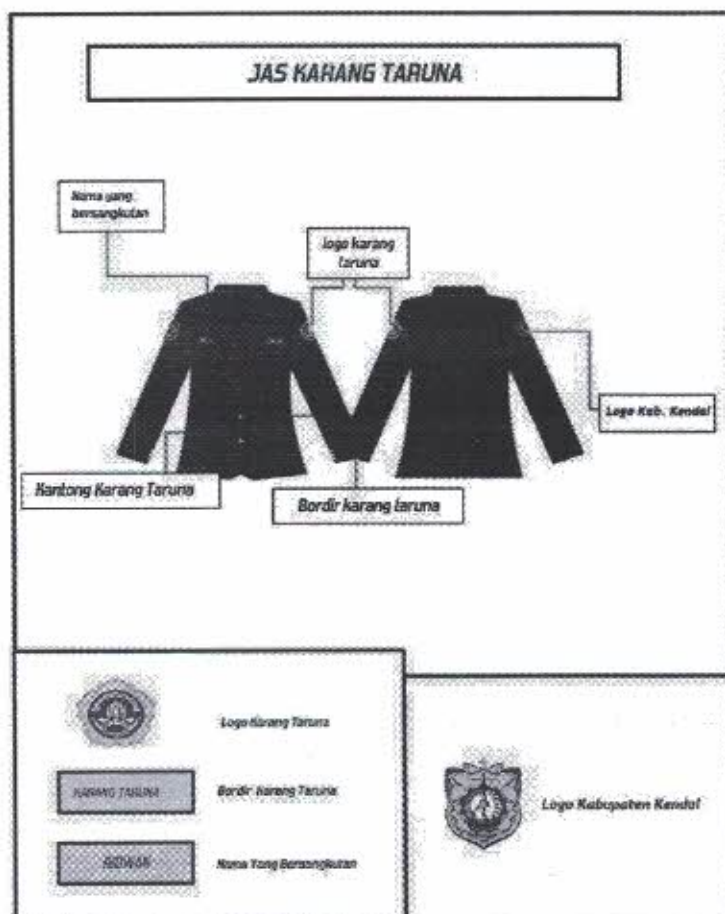 JAS KARANG TARUNA
Nama yang
bersangkutan
logo karang
taruna
Logo Kab. Kendal
Kantong Karang Taruna
Bordir karang taruna
Logo Karang Taruna
KARANG TARUNA
Bordir Karang Taruna
Nama Yang Bersangkutan
Logo Kabupaten Kendal